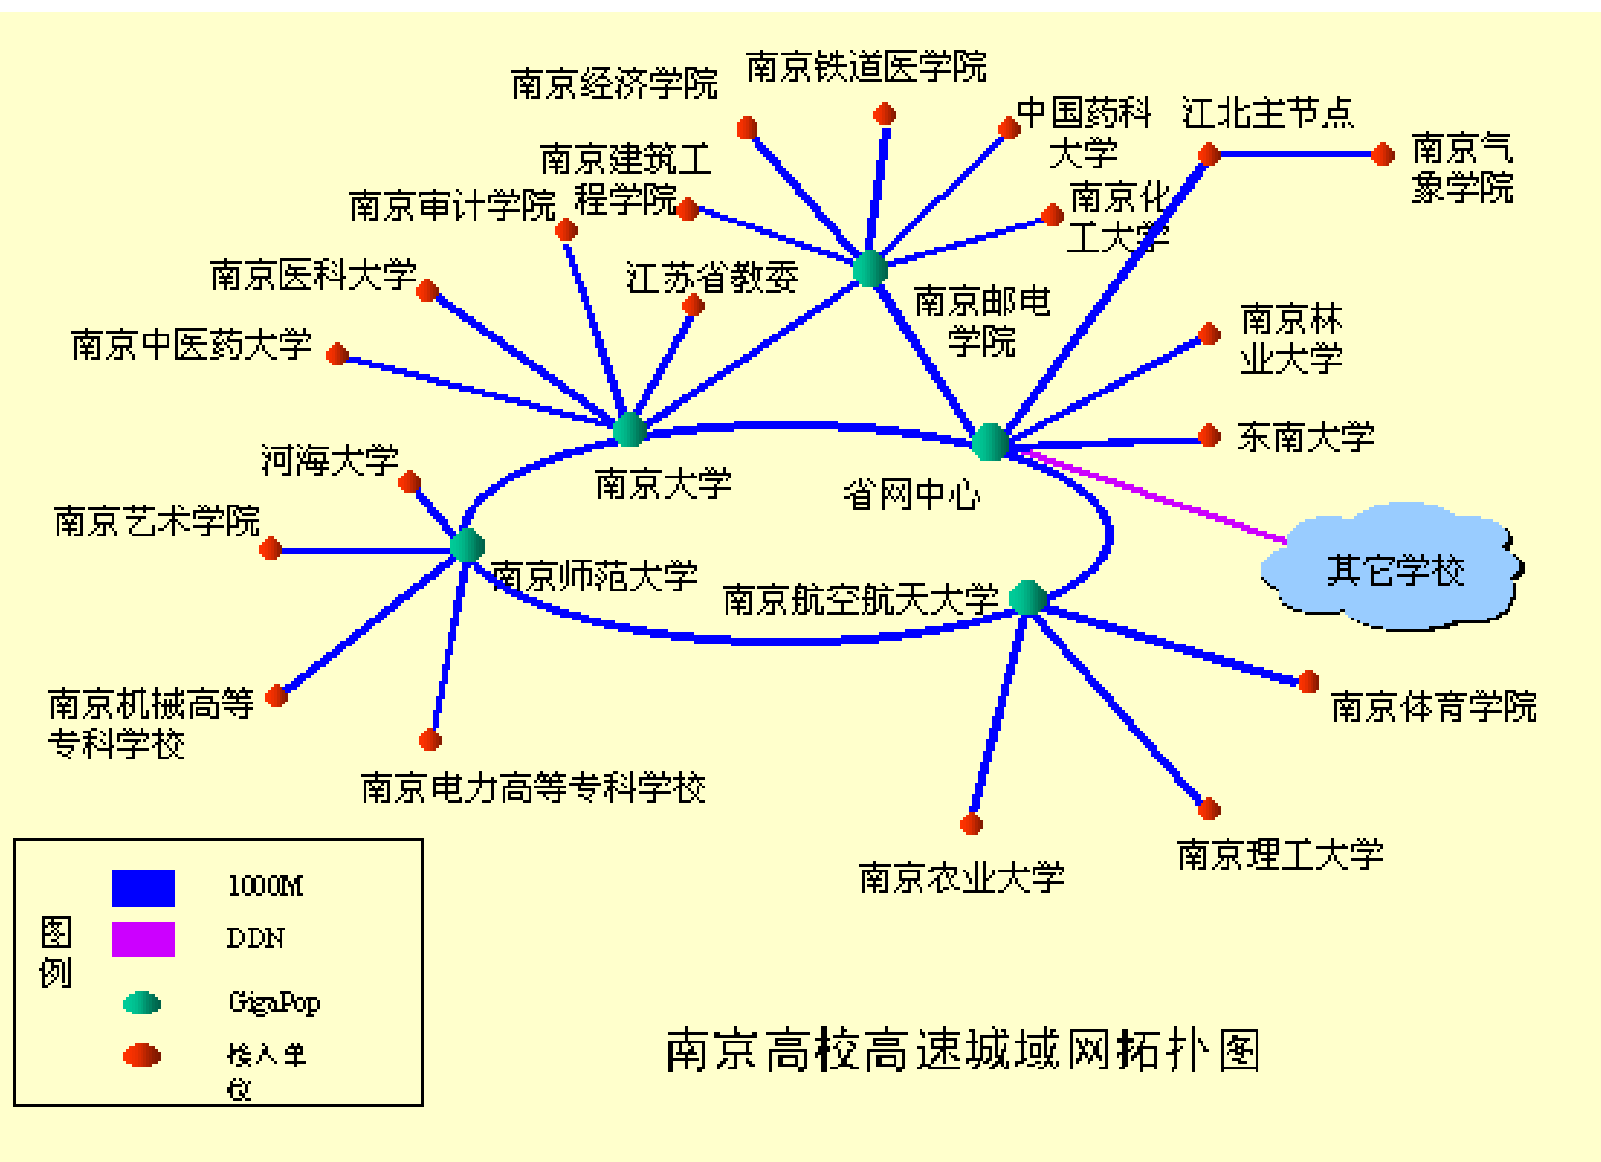 南京铁道医学院
南京经济学院
中国药科
大学
江北主节点
南京气
象学院
南京建筑工
程学院
南京审计学院
南京化
工大学
南京医科大学
江苏省教委
南京邮电
学院
南京林
业大学
南京中医药大学
东南大学
河海大学
南京大学
省网中心
南京艺术学院
南京师范大学
南京航空航天大学
其它学校
南京机械高等
专科学校
南京体育学院
南京电力高等专科学校
南京理工大学
南京农业大学
图
例
1000M
DDN
GigaPop
接入单
位
南京高校高速城域网拓扑图